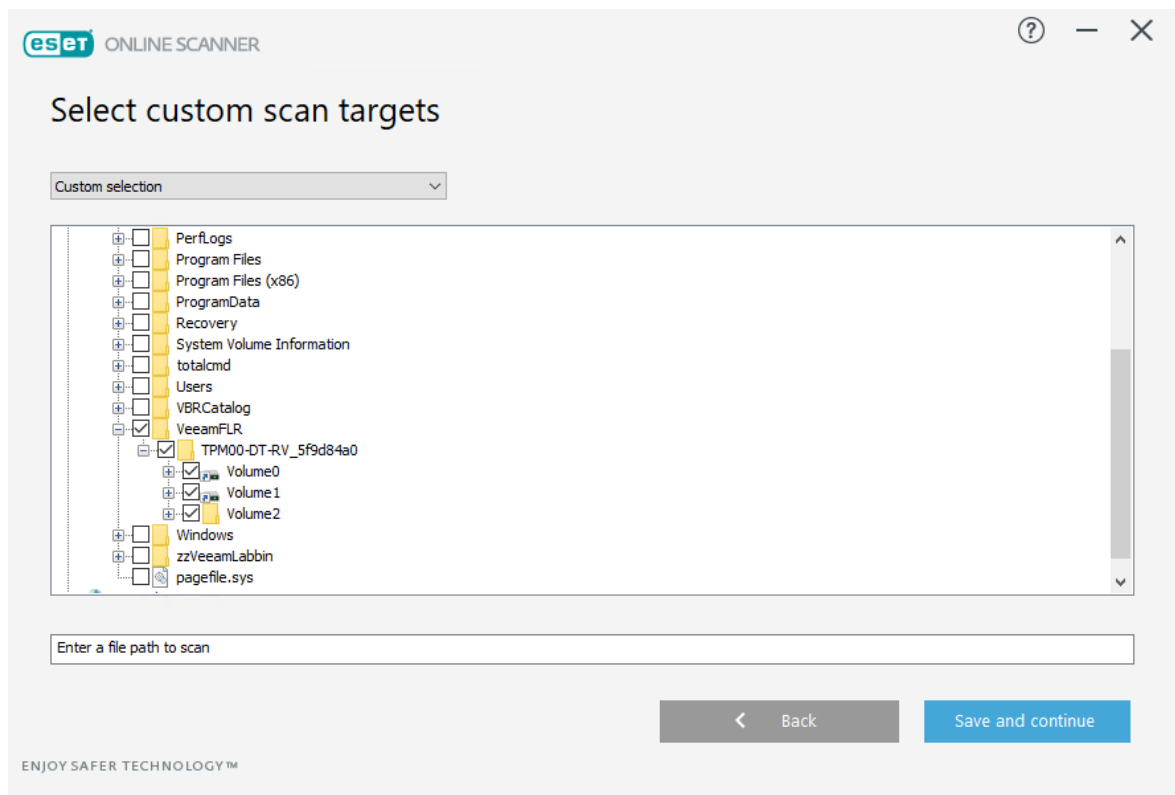 eset ONLINE SCANNER
Select custom scan targets
Custom selection
PerfLogs
Program Files
Program Files (x86)
ProgramData
Recovery
System Volume Information
totalcmd
Users
VBRCatalog
VeeamFLR
TPM00-DT-RV_5f9d84a0
Volume0
Volume1
Volume2
Windows
zzVeeamLabbin
pagefile.sys
Enter a file path to scan
Back
Save and continue
ENJOY SAFER TECHNOLOGY™